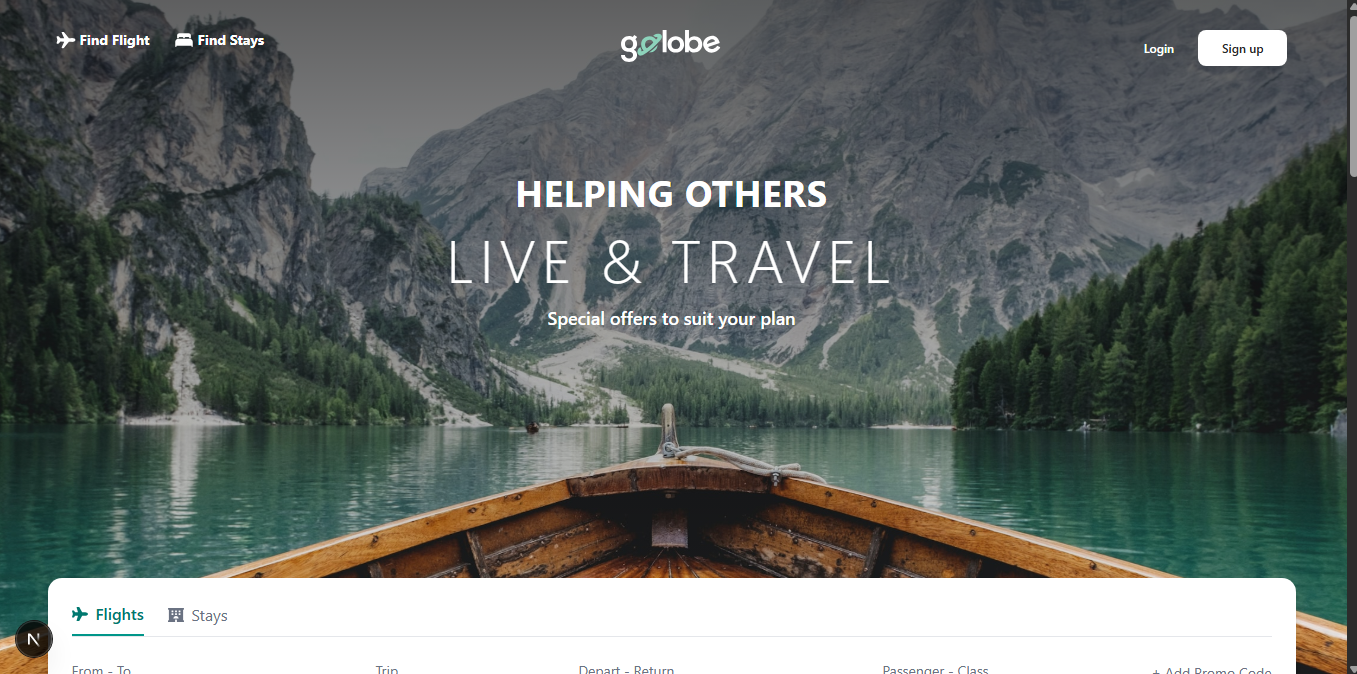 Find Flight
Find Stays
golobe
Login
Sign up
HELPING OTHERS
LIVE & TRAVEL
Special offers to suit your plan
Flights
Stays
N
From - To
Trip
Depart - Return
Passenger - Class
+ Add Promo Code